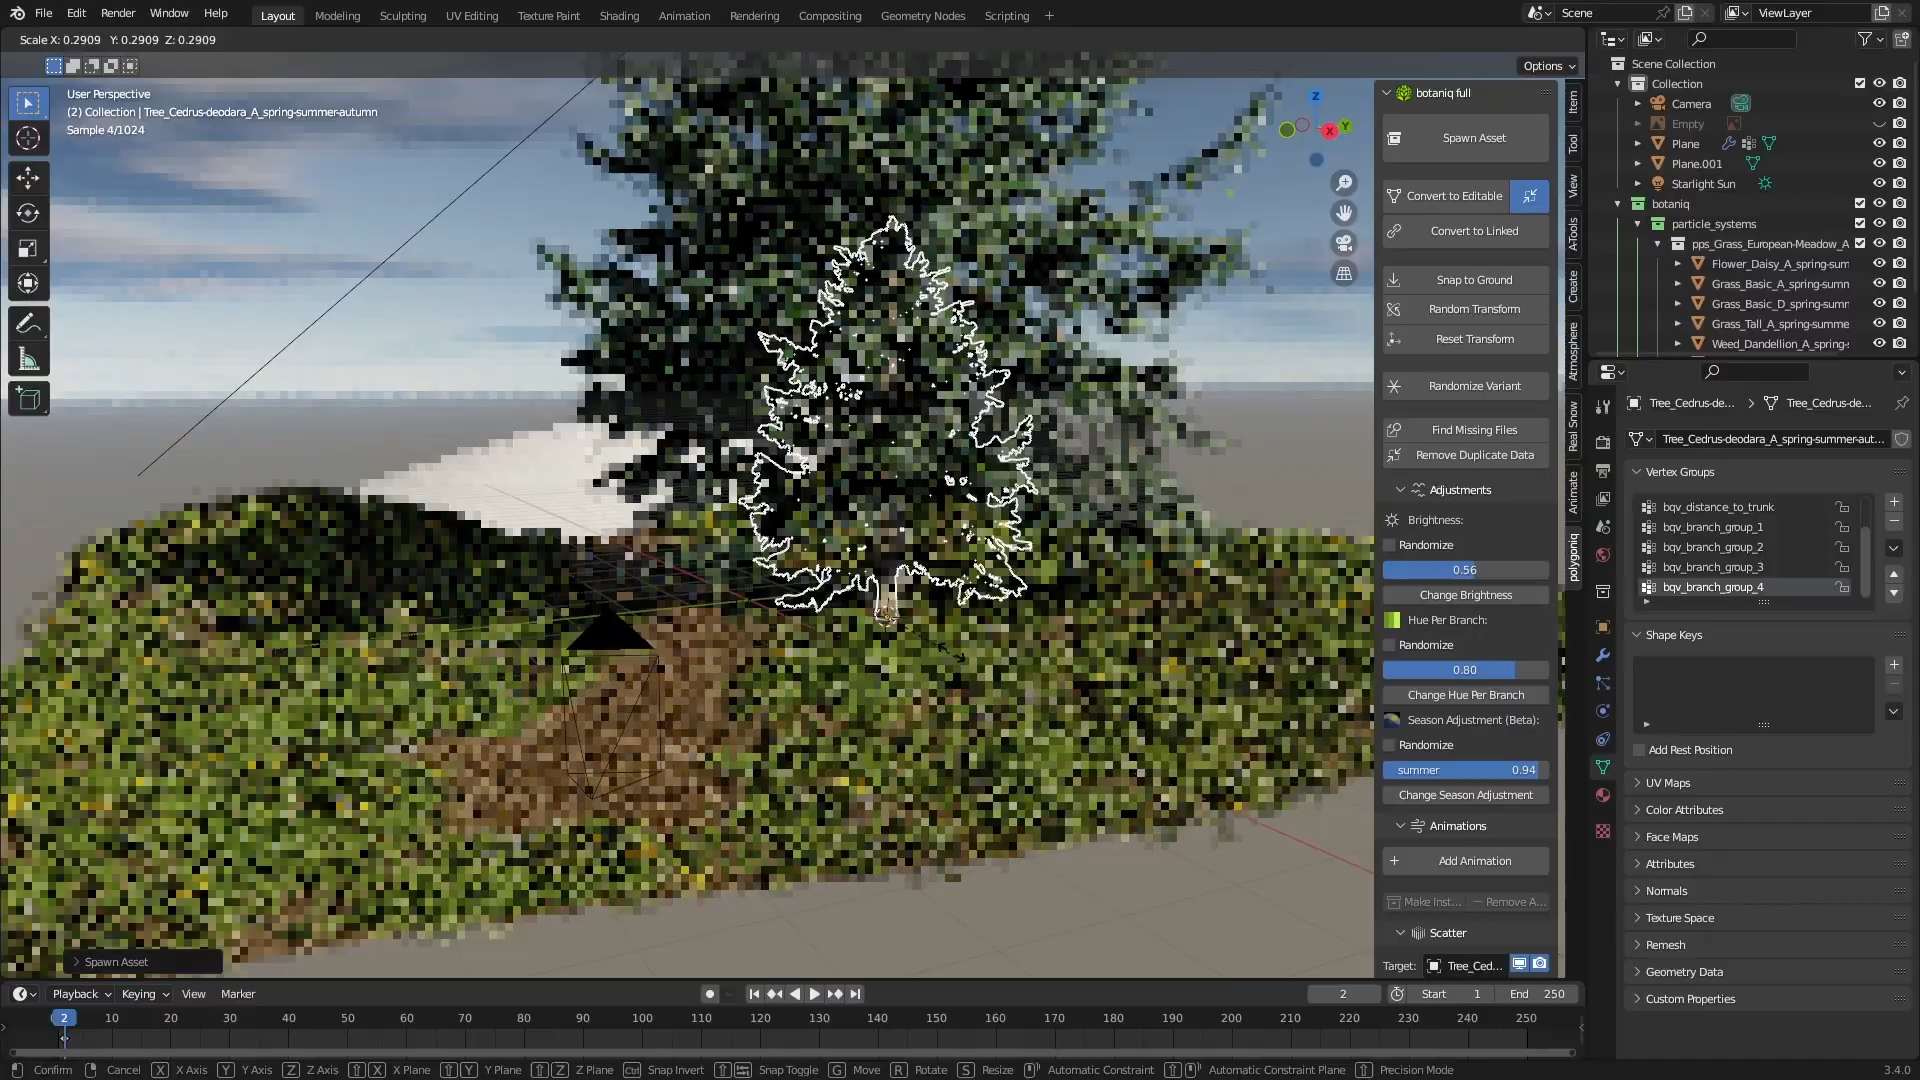 File Edit Render Window Help
Layout Modeling Sculpting UV Editing Texture Paint Shading Animation Rendering Compositing Geometry Nodes Scripting +
Scene
ViewLayer
Scale X: 0.2909 Y: 0.2909 Z: 0.2909
Options
User Perspective
(2) Collection | Tree_Cedrus-deodara_A_spring-summer-autumn
Sample 4/1024
Z
X
Y
botaniq full
Spawn Asset
Convert to Editable
Convert to Linked
Snap to Ground
Random Transform
Reset Transform
Randomize Variant
Find Missing Files
Remove Duplicate Data
Adjustments
Brightness:
Randomize
0.56
Change Brightness
Hue Per Branch:
Randomize
0.80
Change Hue Per Branch
Season Adjustment (Beta):
Randomize
summer 0.94
Change Season Adjustment
Animations
Add Animation
Make Inst... Remove A...
Scatter
Target: Tree_Ced...
Item
Tool
View
A-Tools
Create
Atmosphere
Real Snow
Animate
polygoniq
Scene Collection
Collection
Camera
Empty
Plane
Plane.001
Starlight Sun
botaniq
particle_systems
pps_Grass_European-Meadow_A
Flower_Daisy_A_spring-sum
Grass_Basic_A_spring-summ
Grass_Basic_D_spring-summ
Grass_Tall_A_spring-summe
Weed_Dandellion_A_spring-s
Tree_Cedrus-de... > Tree_Cedrus-de...
Tree_Cedrus-deodara_A_spring-summer-aut...
Vertex Groups
bqv_distance_to_trunk
bqv_branch_group_1
bqv_branch_group_2
bqv_branch_group_3
bqv_branch_group_4
Shape Keys
Add Rest Position
UV Maps
Color Attributes
Face Maps
Attributes
Normals
Texture Space
Remesh
Geometry Data
Custom Properties
Spawn Asset
Playback Keying View Marker
2 Start 1 End 250
2 10 20 30 40 50 60 70 80 90 100 110 120 130 140 150 160 170 180 190 200 210 220 230 240 250
Confirm Cancel X X Axis Y Y Axis Z Z Axis X X Plane Y Y Plane Z Z Plane Ctrl Snap Invert Snap Toggle G Move R Rotate S Resize Automatic Constraint Automatic Constraint Plane Precision Mode
3.4.0